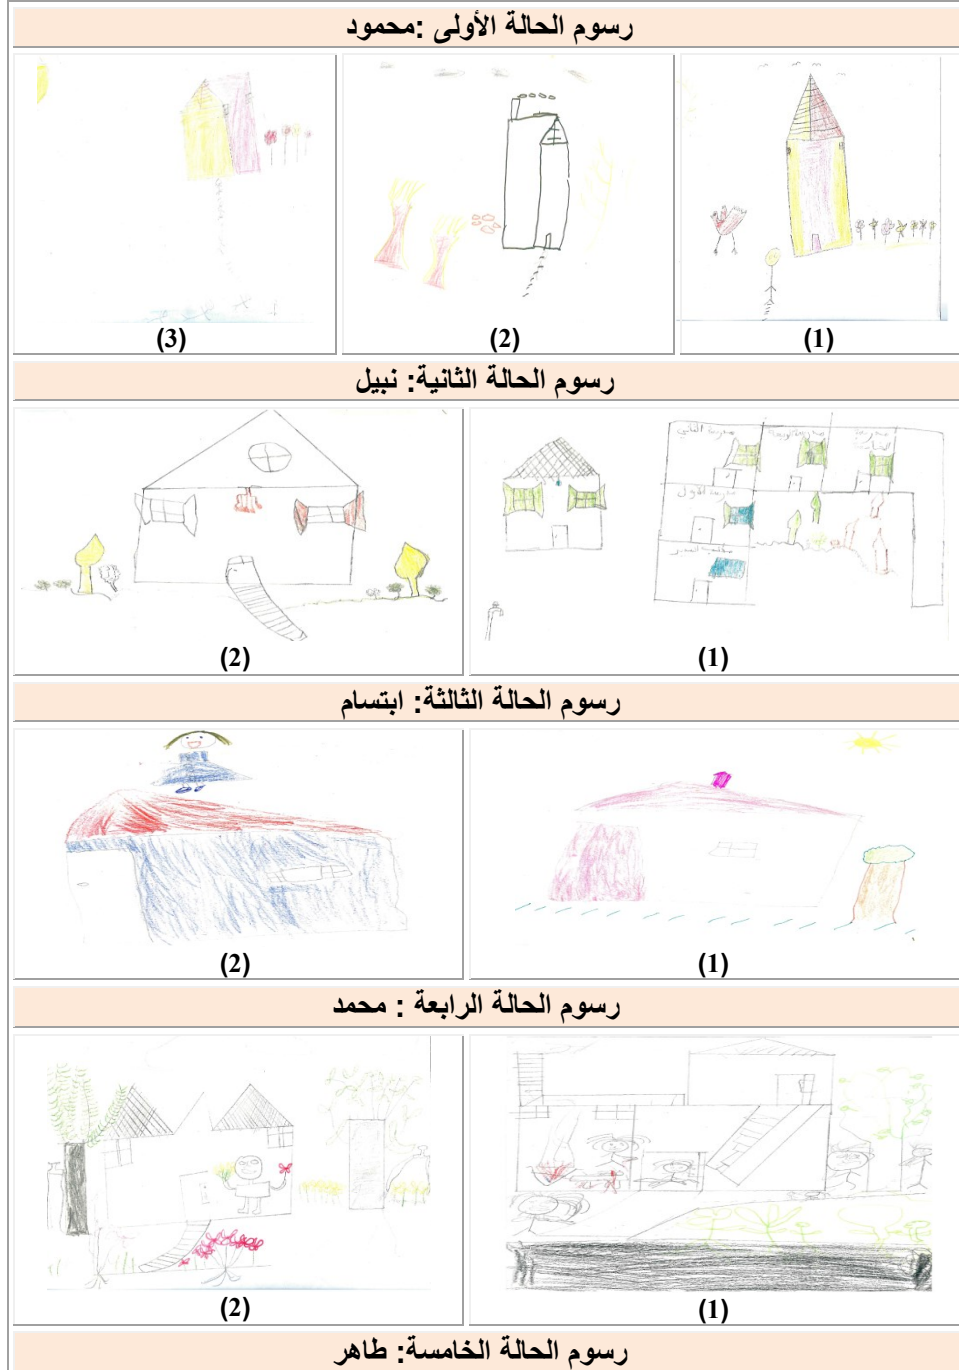 رسوم الحالة الأولى :محمود
(1)
(2)
(3)
رسوم الحالة الثانية: نبيل
(1)
(2)
رسوم الحالة الثالثة: ابتسام
(1)
(2)
رسوم الحالة الرابعة : محمد
(1)
(2)
رسوم الحالة الخامسة: طاهر